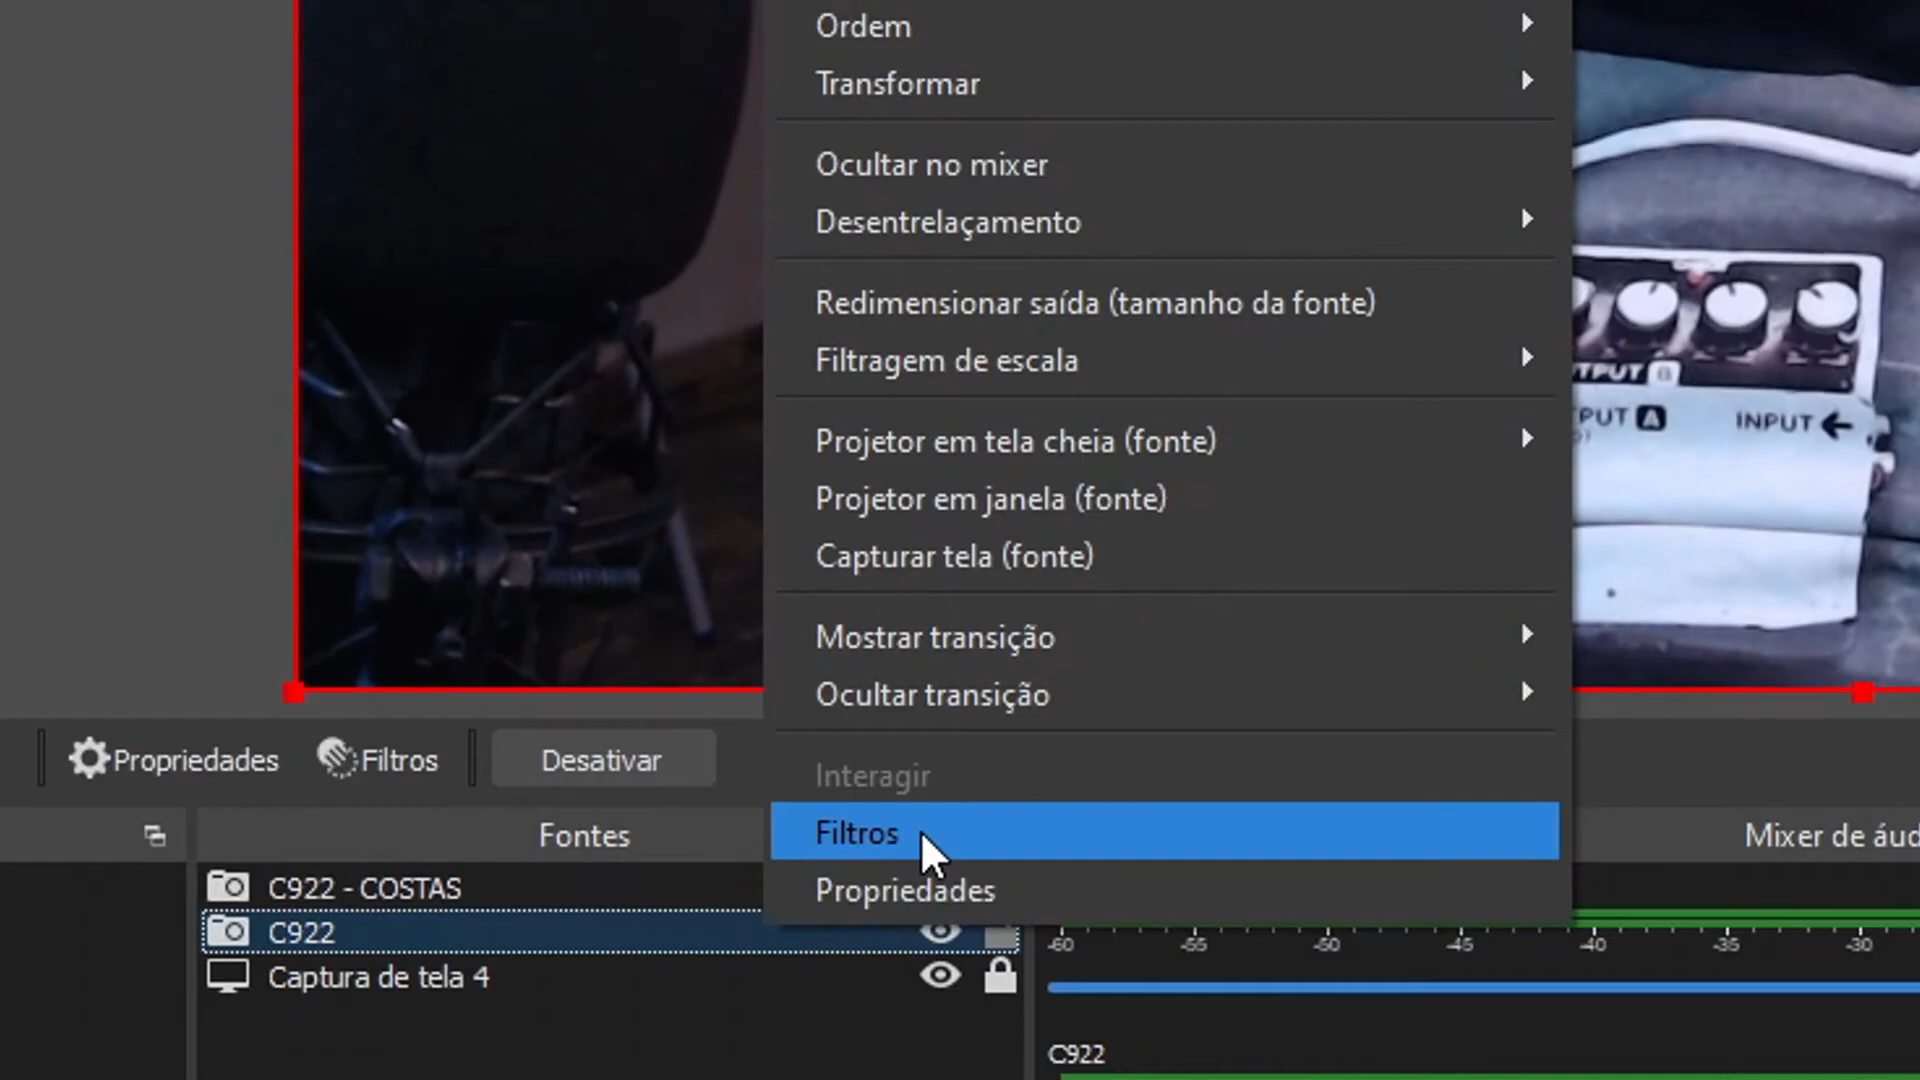 Ordem
Transformar
Ocultar no mixer
Desentrelaçamento
Redimensionar saída (tamanho da fonte)
Filtragem de escala
Projetor em tela cheia (fonte)
Projetor em janela (fonte)
Capturar tela (fonte)
Mostrar transição
Ocultar transição
Interagir
Filtros
Propriedades
INPUT
Propriedades
Filtros
Desativar
Fontes
C922 - COSTAS
C922
Captura de tela 4
Mixer de áud
-60 -55 -50 -45 -40 -35 -30
C922